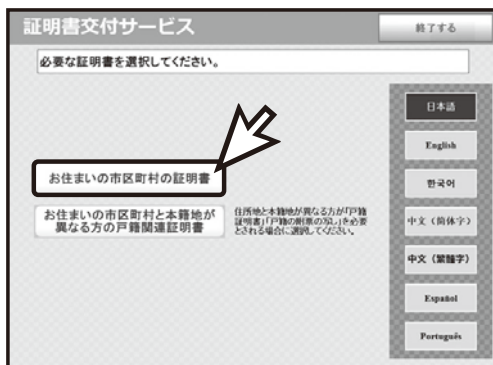 証明書交付サービス
終了する
必要な証明書を選択してください。
日本語
English
お住まいの市区町村の証明書
한국어
お住まいの市区町村と本籍地が
異なる方の戸籍関連証明書
住所地と本籍地が異なる方が「戸籍
証明書」「戸籍の附票の写し」を必要
とされる場合に選択してください。
中文（简体字）
中文（繁體字）
Español
Português